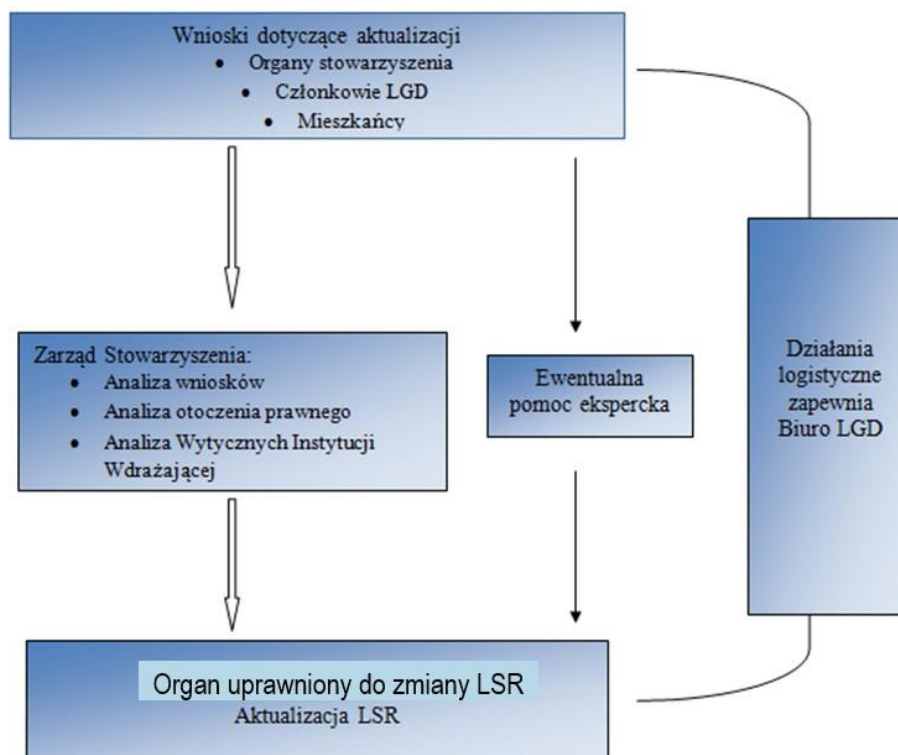 Wnioski dotyczące aktualizacji
• Organy stowarzyszenia
• Członkowie LGD
• Mieszkańcy
Zarząd Stowarzyszenia:
• Analiza wniosków
• Analiza otoczenia prawnego
• Analiza Wytycznych Instytucji
Wdrażającej
Ewentualna
pomoc ekspercka
Działania
logistyczne
zapewnia
Biuro LGD
Organ uprawniony do zmiany LSR
Aktualizacja LSR